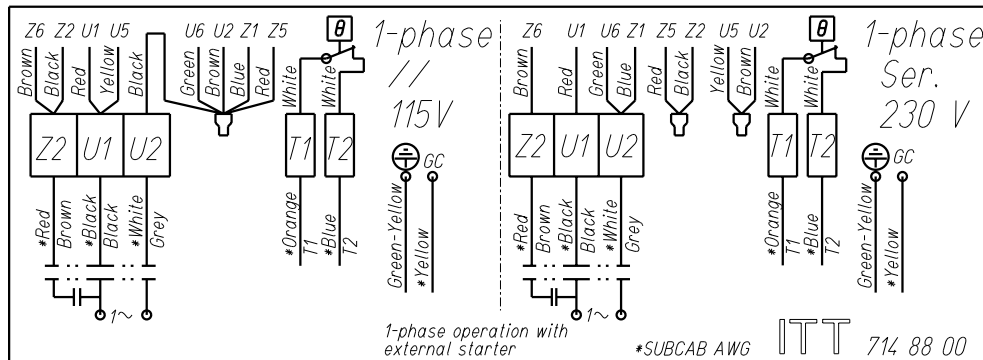 Z6 Z2 U1 U5
Brown
Black
Red
Yellow
Black
U6 U2 Z1 Z5
Green
Brown
Blue
Red
θ
White
White
1-phase
//
115V
Z2 U1 U2
T1 T2
GC
*Red
Brown
*Black
Black
*White
Grey
*Orange
T1
*Blue
T2
Green-Yellow
*Yellow
1~
1-phase operation with
external starter
Z6 U1 U6 Z1 Z5 Z2 U5 U2
Brown
Red
Green
Blue
Red
Black
Yellow
Brown
θ
White
White
1-phase
Ser.
230 V
Z2 U1 U2
T1 T2
GC
*Red
Brown
*Black
Black
*White
Grey
*Orange
T1
*Blue
T2
Green-Yellow
*Yellow
1~
*SUBCAB AWG
ITT
714 88 00